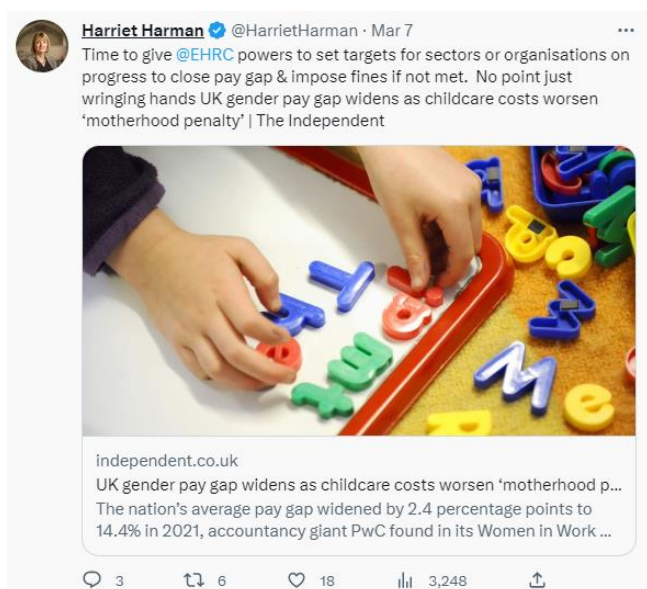 Harriet Harman @HarrietHarman · Mar 7
Time to give @EHRC powers to set targets for sectors or organisations on
progress to close pay gap & impose fines if not met. No point just
wringing hands UK gender pay gap widens as childcare costs worsen
‘motherhood penalty’ | The Independent
independent.co.uk
UK gender pay gap widens as childcare costs worsen ‘motherhood p...
The nation’s average pay gap widened by 2.4 percentage points to
14.4% in 2021, accountancy giant PwC found in its Women in Work ...
3 6 18 3,248